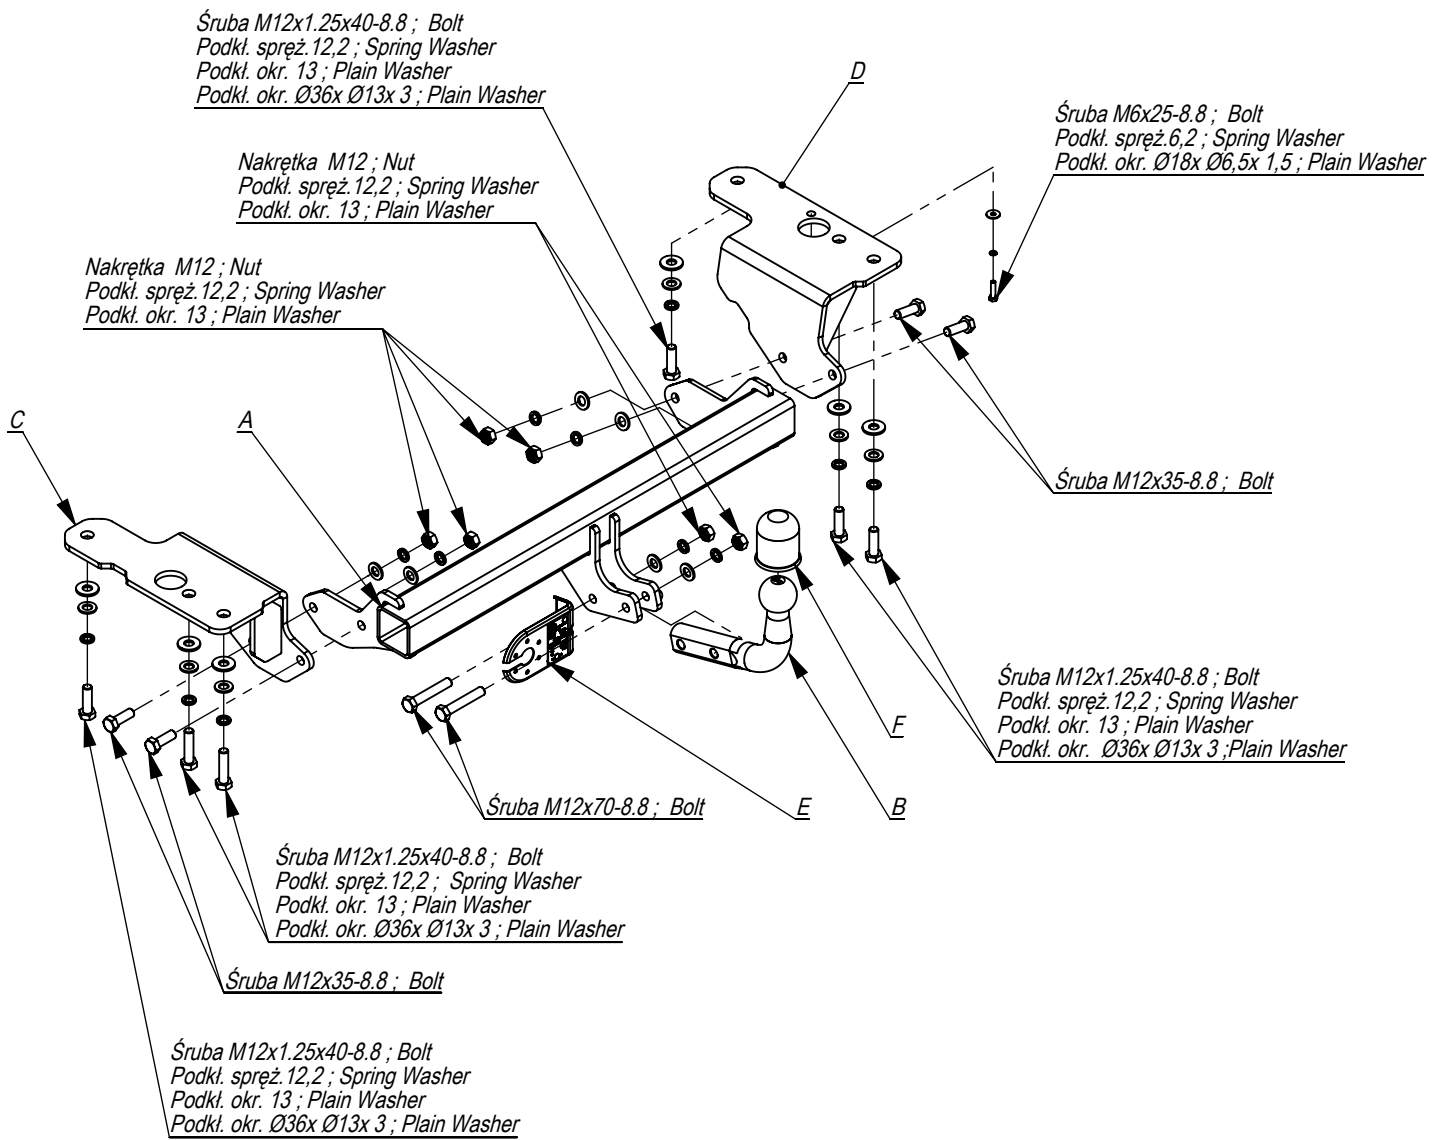 Śruba M12x1.25x40-8.8 ; Bolt
Podkł. spręż.12,2 ; Spring Washer
Podkł. okr. 13 ; Plain Washer
Podkł. okr. Ø36x Ø13x 3 ; Plain Washer
D
Śruba M6x25-8.8 ; Bolt
Podkł. spręż.6,2 ; Spring Washer
Podkł. okr. Ø18x Ø6,5x 1,5 ; Plain Washer
Nakrętka M12 ; Nut
Podkł. spręż.12,2 ; Spring Washer
Podkł. okr. 13 ; Plain Washer
Nakrętka M12 ; Nut
Podkł. spręż.12,2 ; Spring Washer
Podkł. okr. 13 ; Plain Washer
C
A
Śruba M12x35-8.8 ; Bolt
Śruba M12x1.25x40-8.8 ; Bolt
Podkł. spręż.12,2 ; Spring Washer
Podkł. okr. 13 ; Plain Washer
Podkł. okr. Ø36x Ø13x 3 ;Plain Washer
F
Śruba M12x70-8.8 ; Bolt
E
B
Śruba M12x1.25x40-8.8 ; Bolt
Podkł. spręż.12,2 ; Spring Washer
Podkł. okr. 13 ; Plain Washer
Podkł. okr. Ø36x Ø13x 3 ; Plain Washer
Śruba M12x35-8.8 ; Bolt
Śruba M12x1.25x40-8.8 ; Bolt
Podkł. spręż.12,2 ; Spring Washer
Podkł. okr. 13 ; Plain Washer
Podkł. okr. Ø36x Ø13x 3 ; Plain Washer